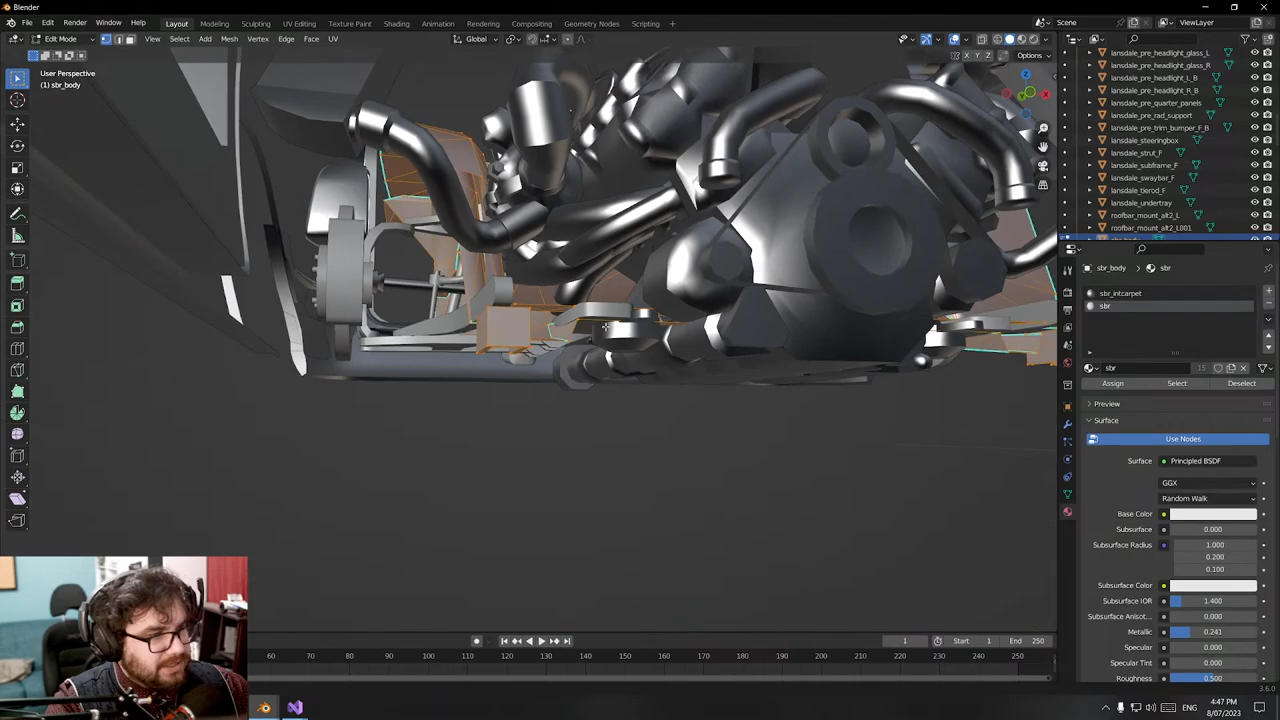 Blender
File Edit Render Window Help Layout Modeling Sculpting UV Editing Texture Paint Shading Animation Rendering Compositing Geometry Nodes Scripting + Scene ViewLayer
Edit Mode View Select Add Mesh Vertex Edge Face UV Global
X Y Z Options
User Perspective
(1) sbr_body
lansdale_pre_headlight_glass_L
lansdale_pre_headlight_glass_R
lansdale_pre_headlight_L_B
lansdale_pre_headlight_R_B
lansdale_pre_quarter_panels
lansdale_pre_rad_support
lansdale_pre_trim_bumper_F_B
lansdale_steeringbox
lansdale_strut_F
lansdale_subframe_F
lansdale_swaybar_F
lansdale_tierod_F
lansdale_undertray
roofbar_mount_alt2_L
roofbar_mount_alt2_L001
sbr_body sbr
sbr_intcarpet
sbr
sbr 15
Assign Select Deselect
Preview
Surface
Use Nodes
Surface Principled BSDF
GGX
Random Walk
Base Color
Subsurface 0.000
Subsurface Radius 1.000
0.200
0.100
Subsurface Color
Subsurface IOR 1.400
Subsurface Anisot... 0.000
Metallic 0.241
Specular 0.000
Specular Tint 0.000
Roughness 0.500
1 Start 1 End 250
60 70 80 90 100 110 120 130 140 150 160 170 180 190 200 210 220 230 240 250
3.6.0
ENG 4:47 PM
8/07/2023